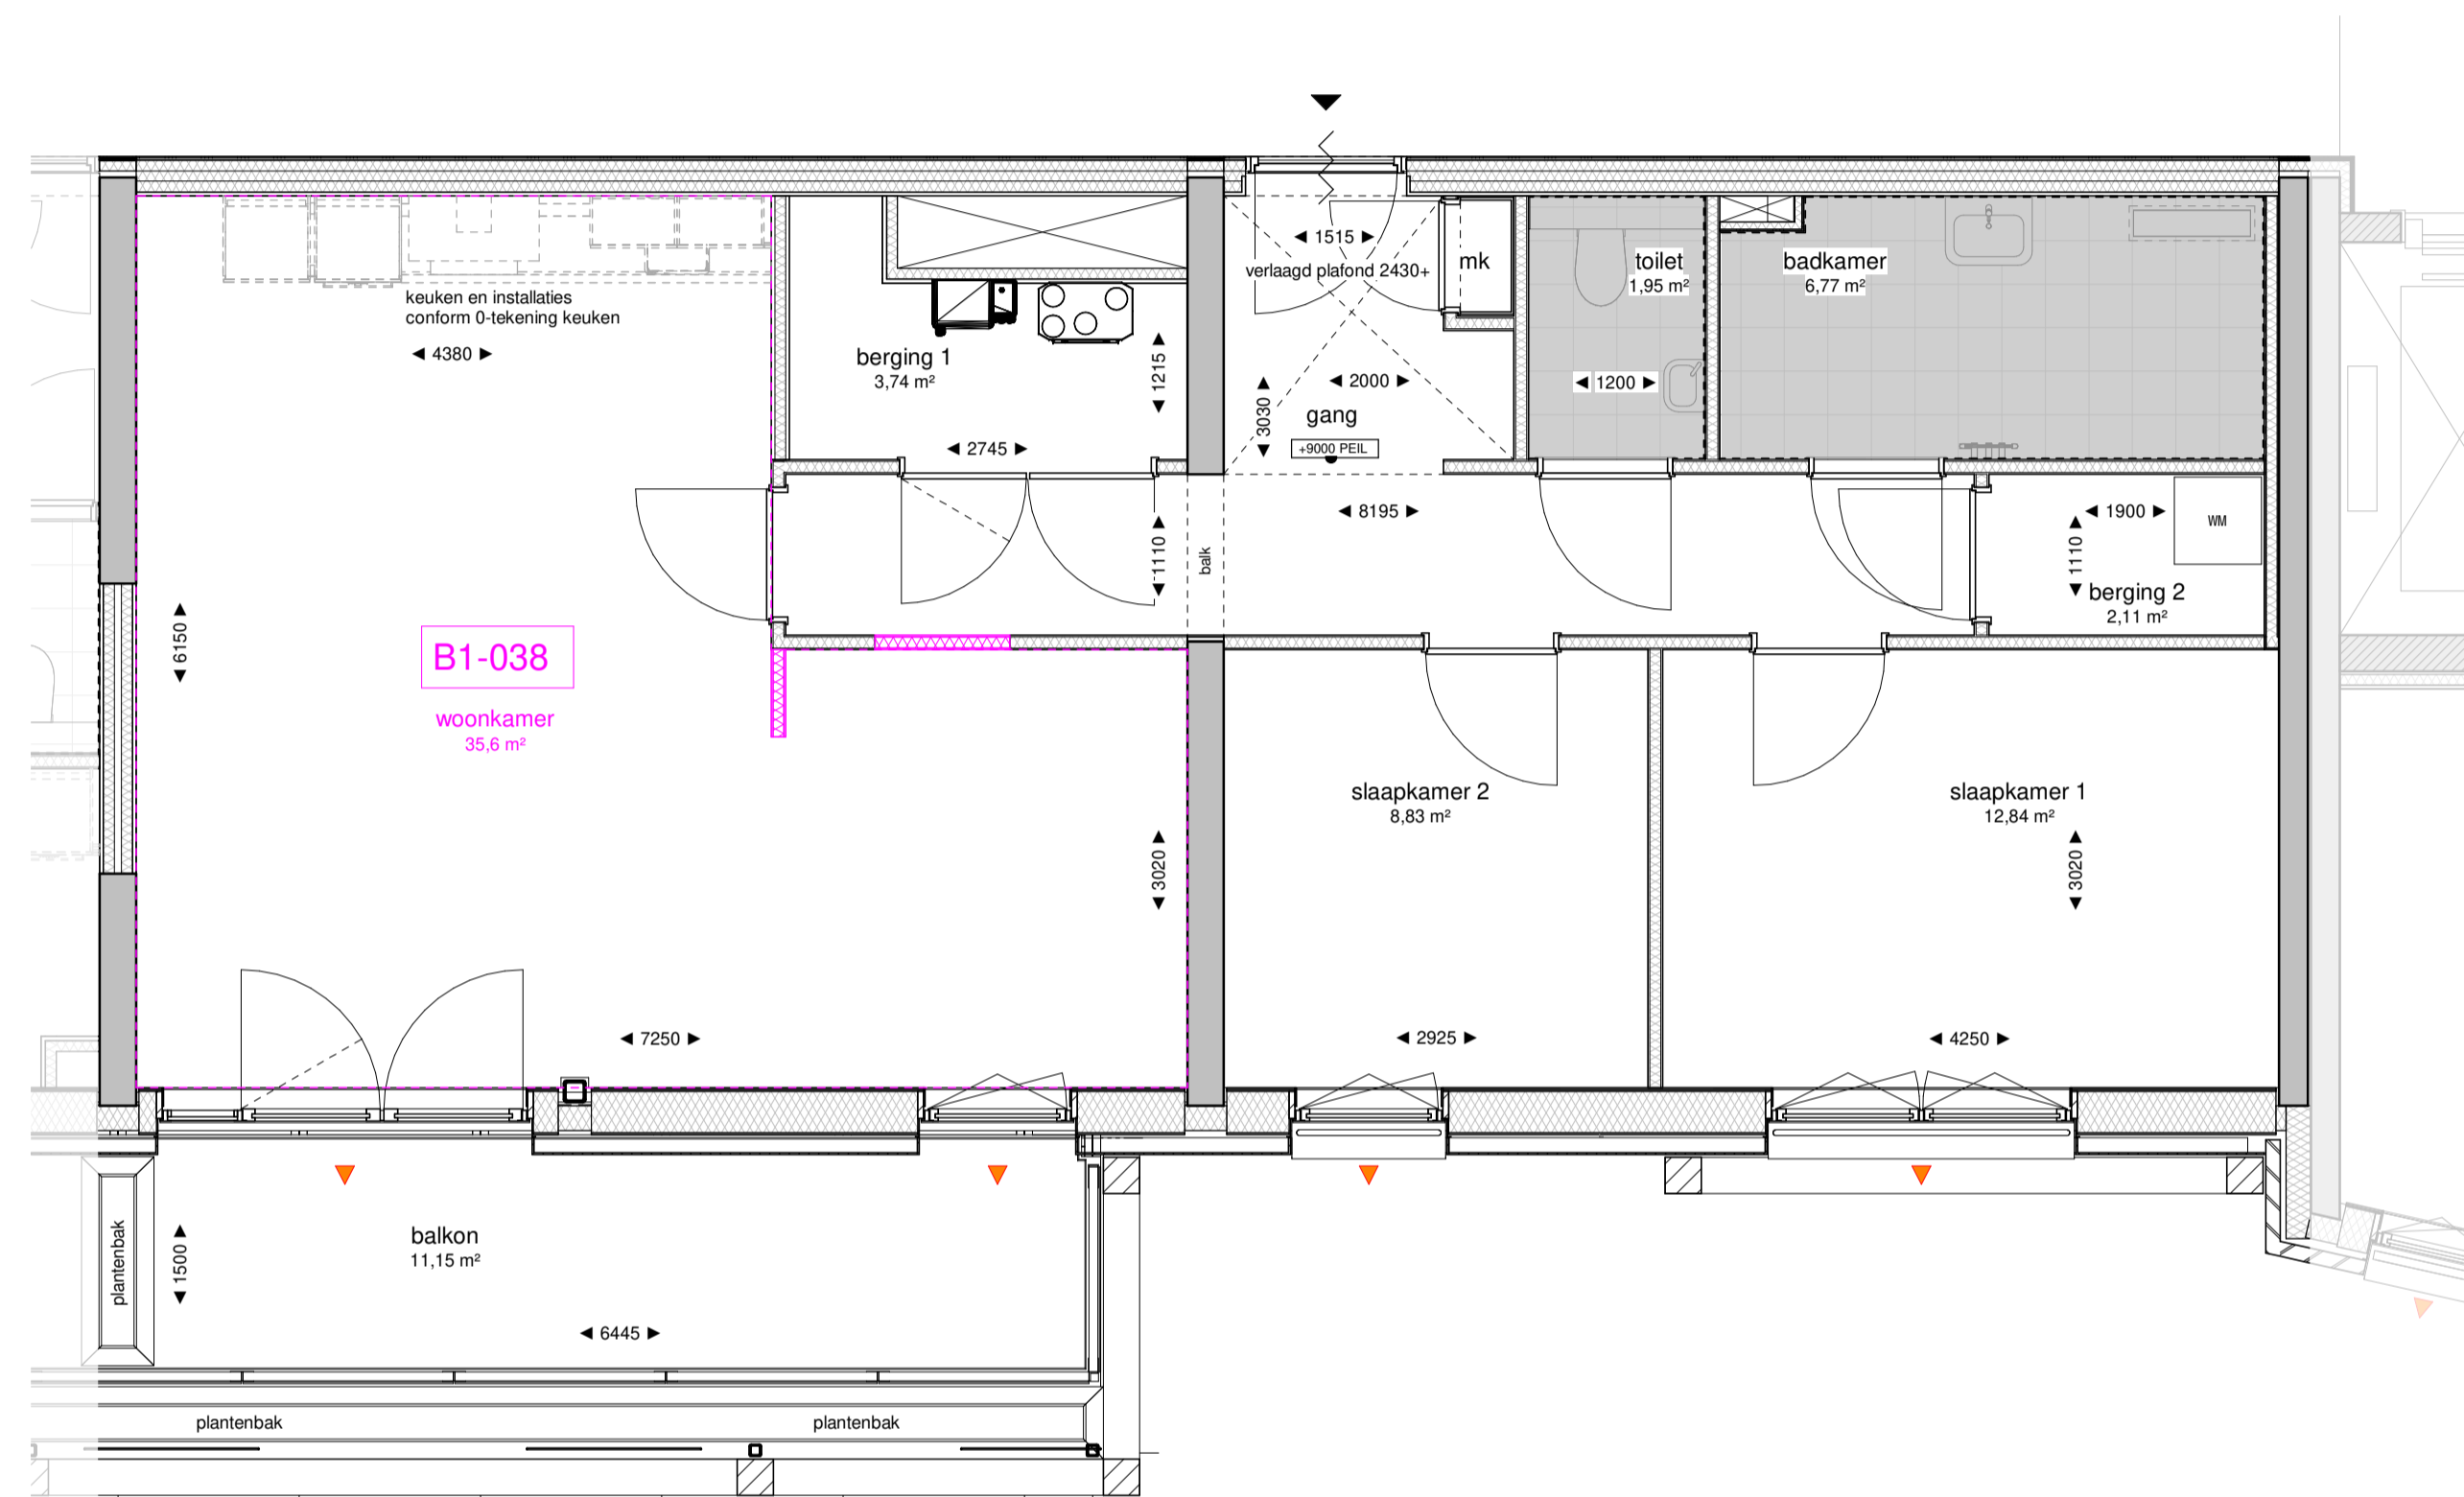 1515
verlaagd plafond 2430+
mk
toilet
1,95 m²
badkamer
6,77 m²
keuken en installaties
conform 0-tekening keuken
4380
berging 1
3,74 m²
1215
2745
3030
2000
gang
+9000 PEIL
1200
8195
1110
balk
1900
WM
1110
berging 2
2,11 m²
6150
B1-038
woonkamer
35,6 m²
slaapkamer 2
8,83 m²
slaapkamer 1
12,84 m²
3020
3020
7250
2925
4250
plantenbak
1500
balkon
11,15 m²
6445
plantenbak
plantenbak